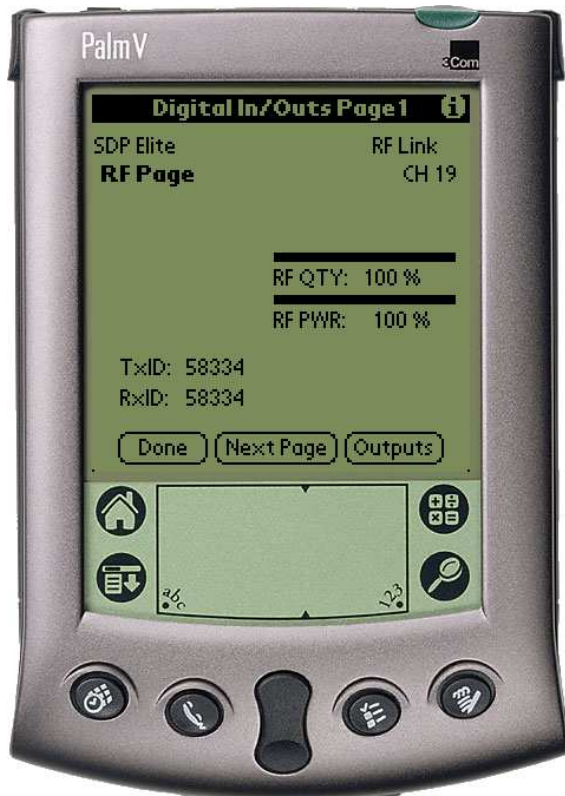 Palm V
3Com
Digital In/Outs Page1 i
SDP Elite RF Link
RF Page CH 19
RF QTY: 100 %
RF PWR: 100 %
TxID: 58334
RxID: 58334
Done Next Page Outputs
abc 123